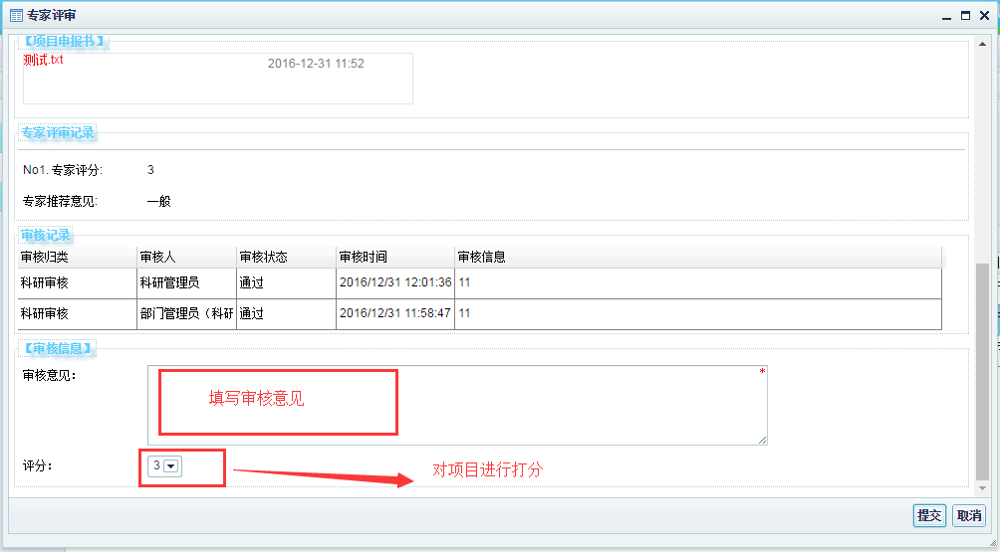 专家评审
【项目申报书】
测试.txt 2016-12-31 11:52
专家评审记录
No1. 专家评分: 3
专家推荐意见: 一般
审核记录
审核归类 审核人 审核状态 审核时间 审核信息
科研审核 科研管理员 通过 2016/12/31 12:01:36 11
科研审核 部门管理员（科研 通过 2016/12/31 11:58:47 11
【审核信息】
审核意见： *
填写审核意见
评分： 3 对项目进行打分
提交 取消